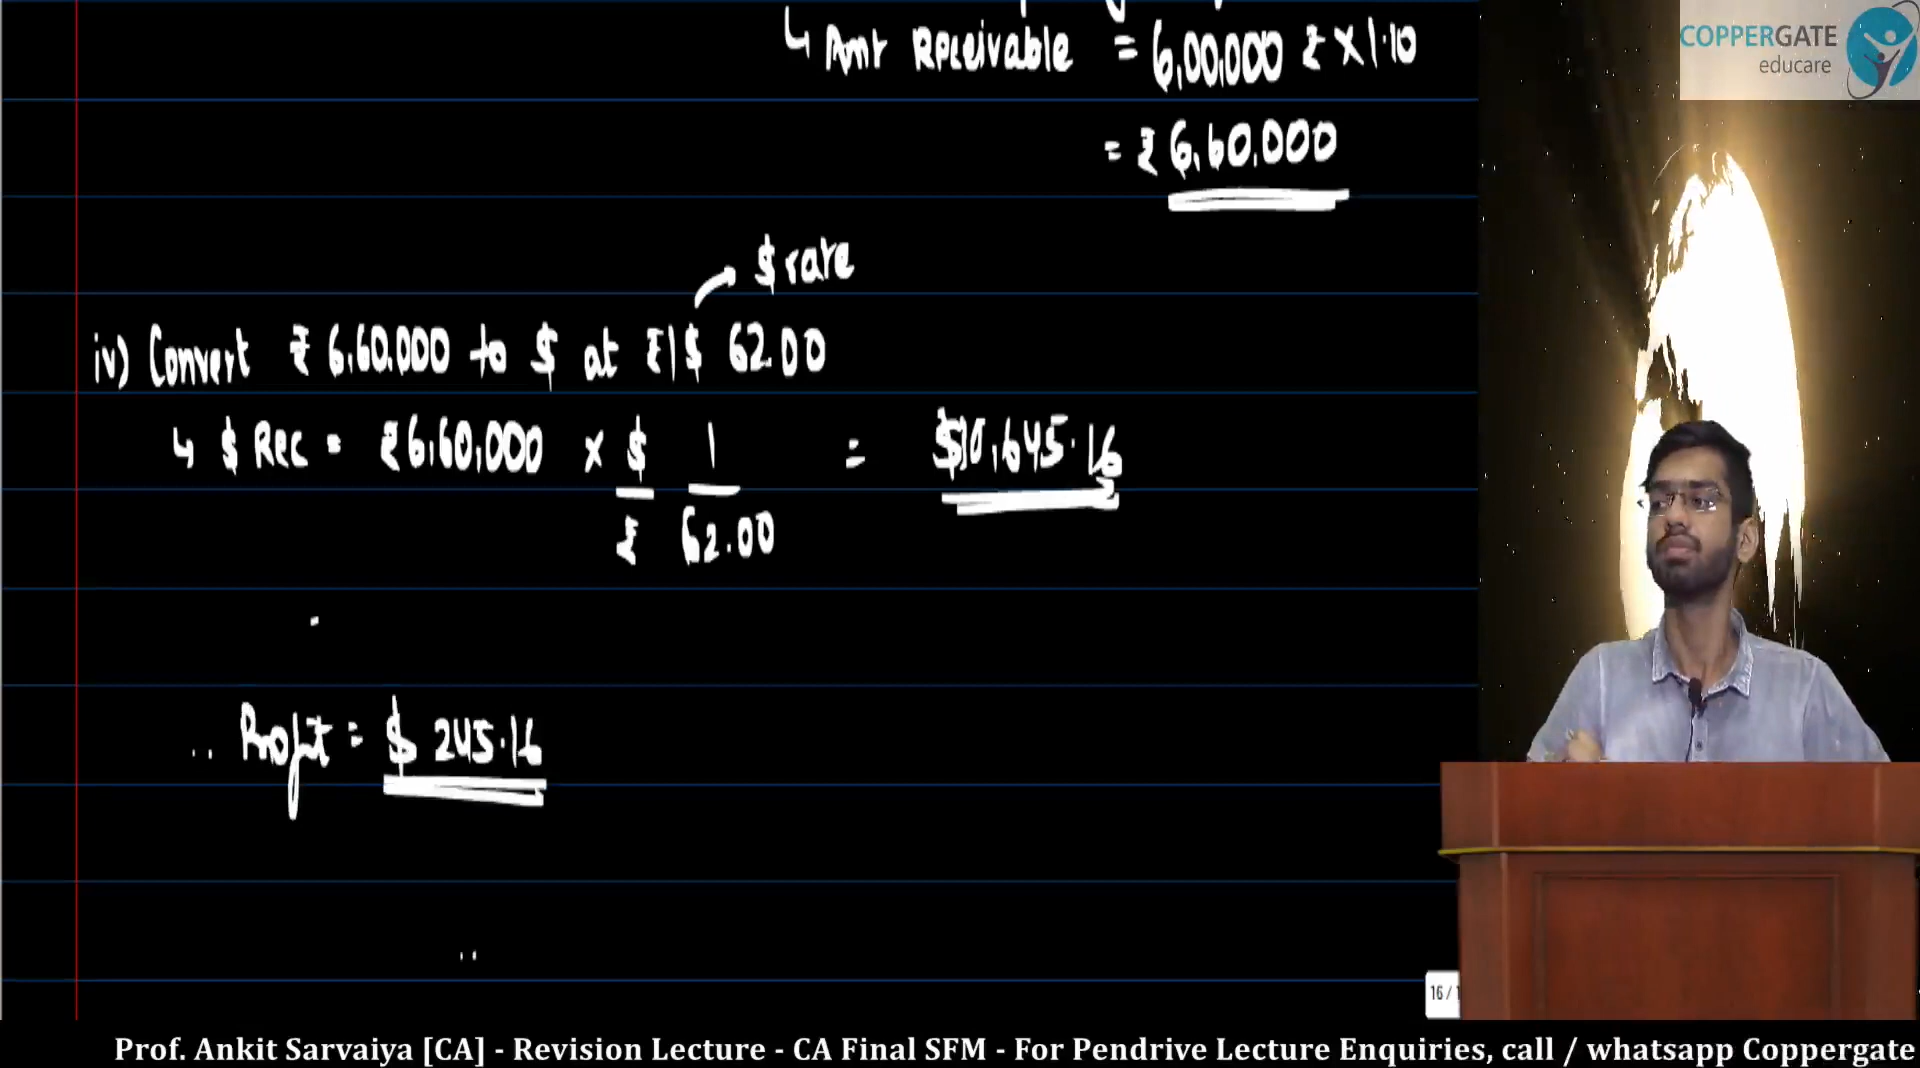 COPPERGATE
educare
↳ Amt Receivable = 6,00,000 ₹ × 1.10
= ₹ 6,60,000
→ $ rate
iv) Convert ₹ 6,60,000 to $ at ₹|$ 62.00
↳ $ Rec = ₹6,60,000 × $/₹ 1/62.00 = $10,645.16
.. Profit = $ 245.16
16 / 1
Prof. Ankit Sarvaiya [CA] - Revision Lecture - CA Final SFM - For Pendrive Lecture Enquiries, call / whatsapp Coppergate